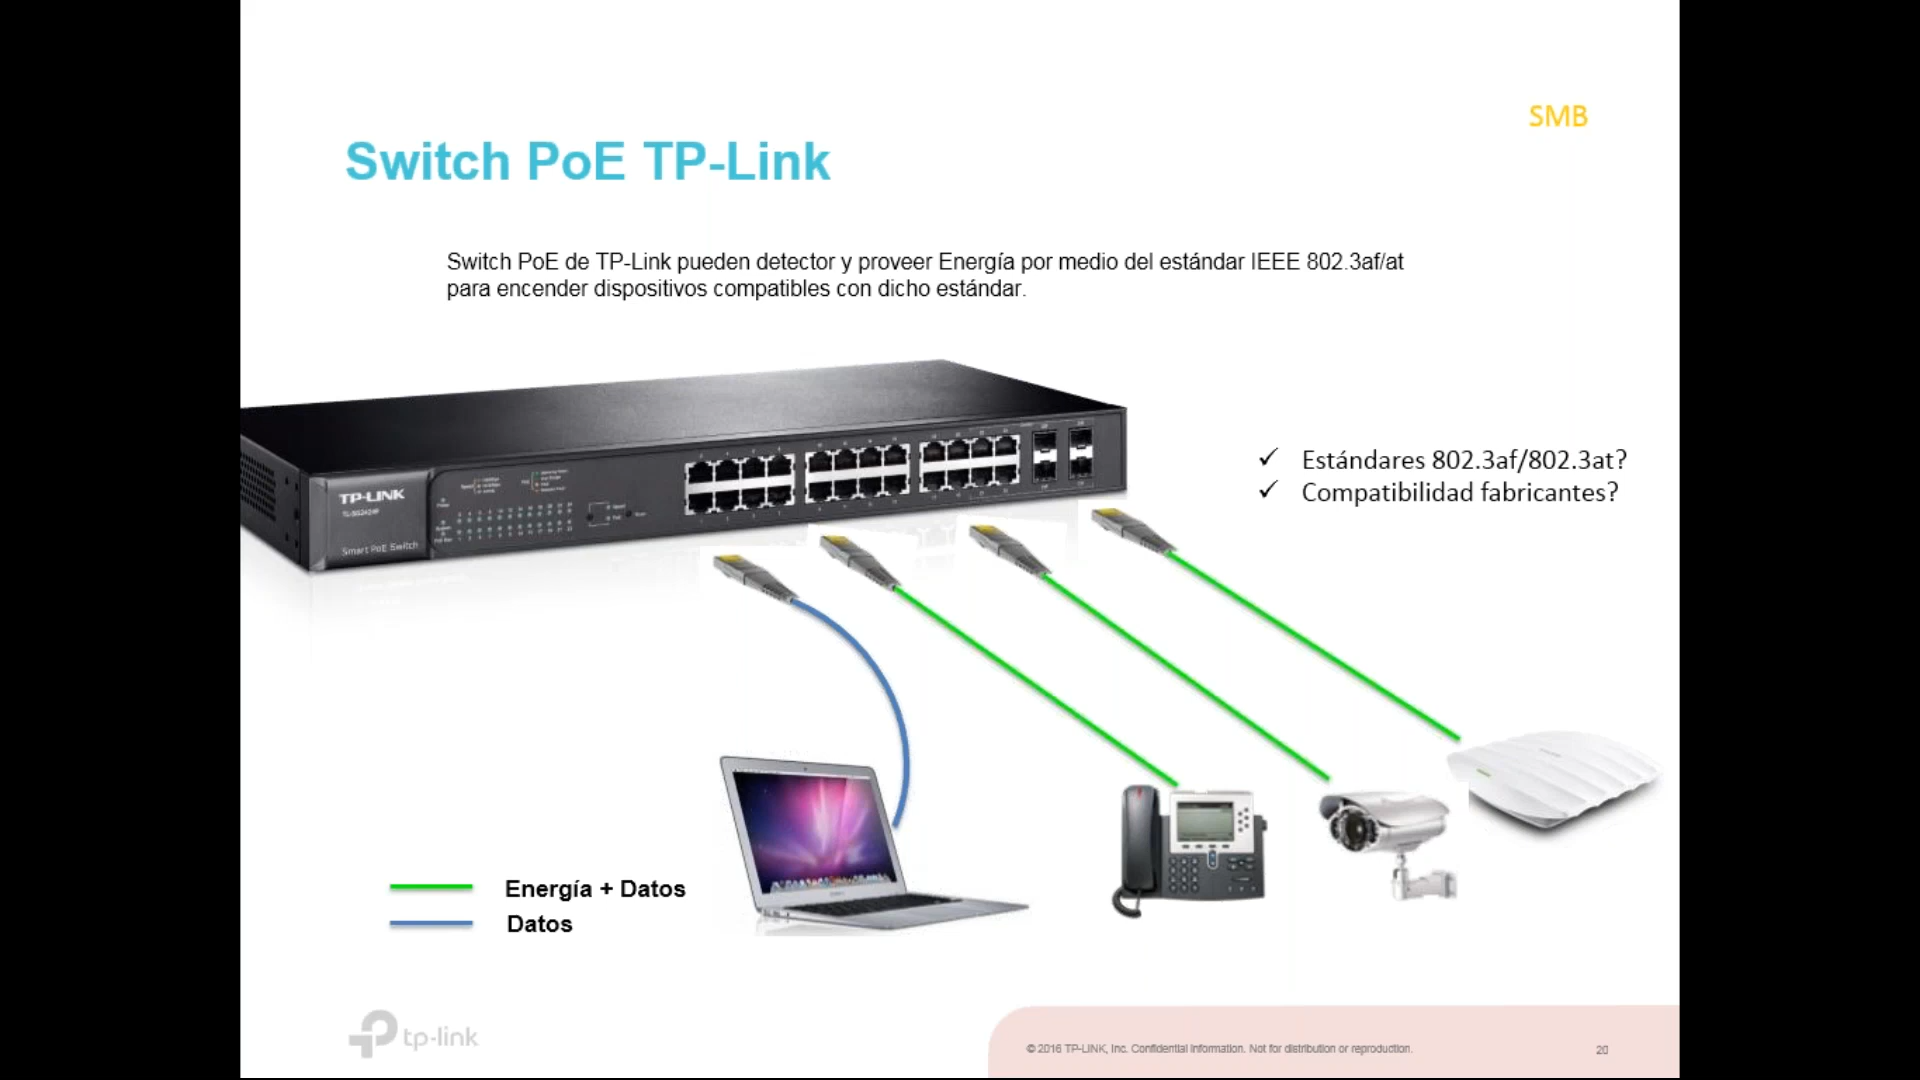 SMB
Switch PoE TP-Link
Switch PoE de TP-Link pueden detector y proveer Energía por medio del estándar IEEE 802.3af/at
para encender dispositivos compatibles con dicho estándar.
TP-LINK
Smart PoE Switch
✓ Estándares 802.3af/802.3at?
✓ Compatibilidad fabricantes?
Energía + Datos
Datos
tp-link
© 2016 TP-LINK, Inc. Confidential Information. Not for distribution or reproduction.
20